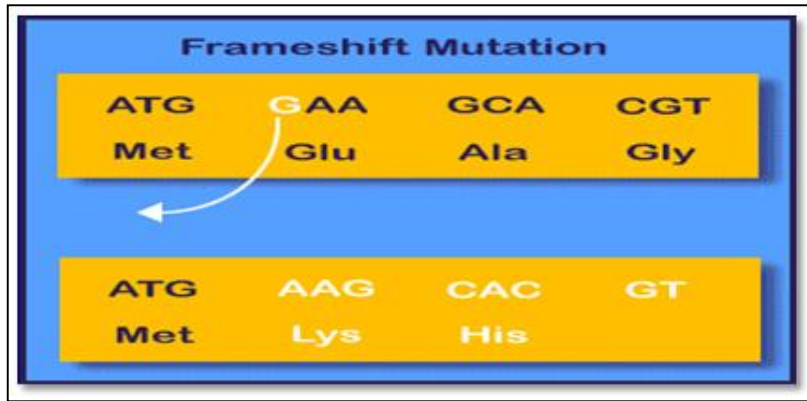 Frameshift Mutation
ATG GAA GCA CGT
Met Glu Ala Gly
ATG AAG CAC GT
Met Lys His